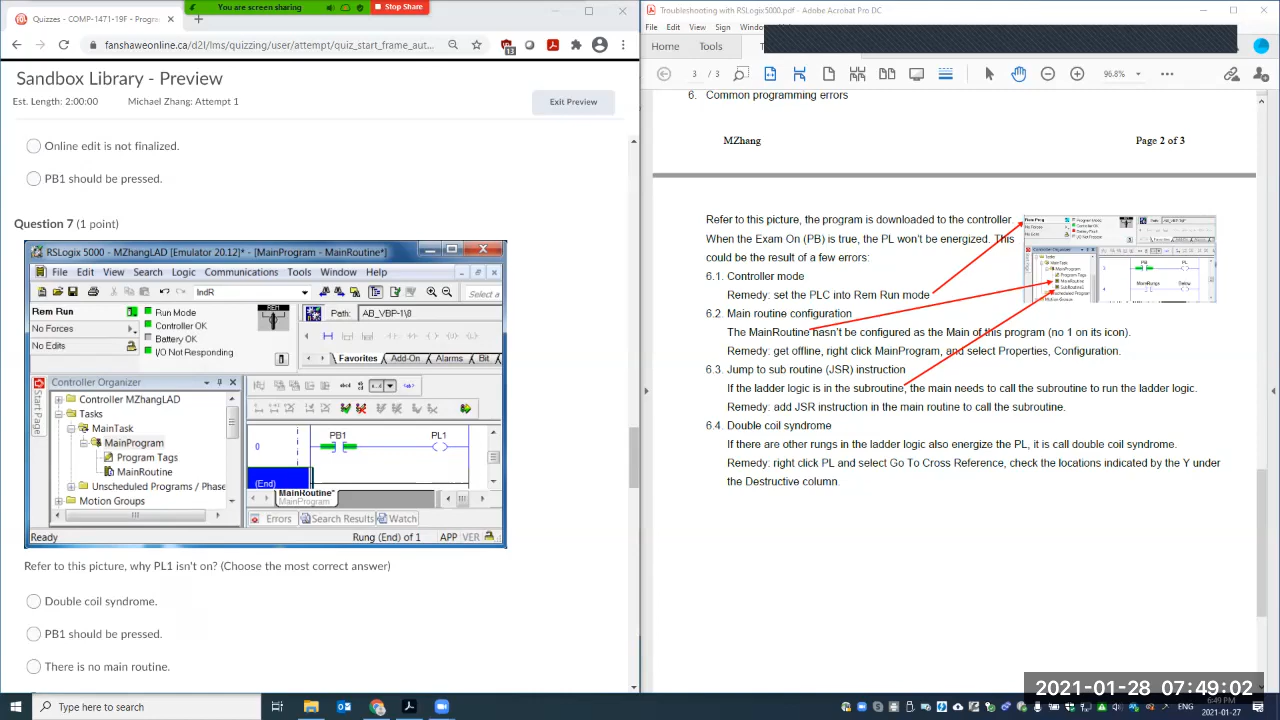 You are screen sharing
Stop Share
Quizzes - COMP-1471-19F - Progra
fanshaweonline.ca/d2l/lms/quizzing/user/attempt/quiz_start_frame_aut...
13
Sandbox Library - Preview
Est. Length: 2:00:00 Michael Zhang: Attempt 1
Exit Preview
Online edit is not finalized.
PB1 should be pressed.
Question 7 (1 point)
RSLogix 5000 - MZhangLAD [Emulator 20.12]* - [MainProgram - MainRoutine*]
File Edit View Search Logic Communications Tools Window Help
IndR
Select a
Rem Run
No Forces
No Edits
Run Mode
Controller OK
Battery OK
I/O Not Responding
REM
Path: AB_VBP-1\8
Favorites Add-On Alarms Bit
Start Page
Controller Organizer
Controller MZhangLAD
Tasks
MainTask
MainProgram
Program Tags
MainRoutine
Unscheduled Programs / Phase
Motion Groups
PB1 PL1
0
(End)
MainRoutine*
MainProgram
Errors Search Results Watch
Ready Rung (End) of 1 APP VER
Refer to this picture, why PL1 isn't on? (Choose the most correct answer)
Double coil syndrome.
PB1 should be pressed.
There is no main routine.
Troubleshooting with RSLogix5000.pdf - Adobe Acrobat Pro DC
File Edit View Sign Window
Home Tools
3 / 3
96.8%
6. Common programming errors
MZhang Page 2 of 3
Refer to this picture, the program is downloaded to the controller.
When the Exam On (PB) is true, the PL won't be energized. This
could be the result of a few errors:
6.1. Controller mode
Remedy: set the PLC into Rem Run mode
6.2. Main routine configuration
The MainRoutine hasn't be configured as the Main of this program (no 1 on its icon).
Remedy: get offline, right click MainProgram, and select Properties, Configuration.
6.3. Jump to sub routine (JSR) instruction
If the ladder logic is in the subroutine, the main needs to call the subroutine to run the ladder logic.
Remedy: add JSR instruction in the main routine to call the subroutine.
6.4. Double coil syndrome
If there are other rungs in the ladder logic also energize the PL, it is call double coil syndrome.
Remedy: right click PL and select Go To Cross Reference, check the locations indicated by the Y under
the Destructive column.
Type here to search
ENG
6:49 PM
2021-01-27
2021-01-28 07:49:02